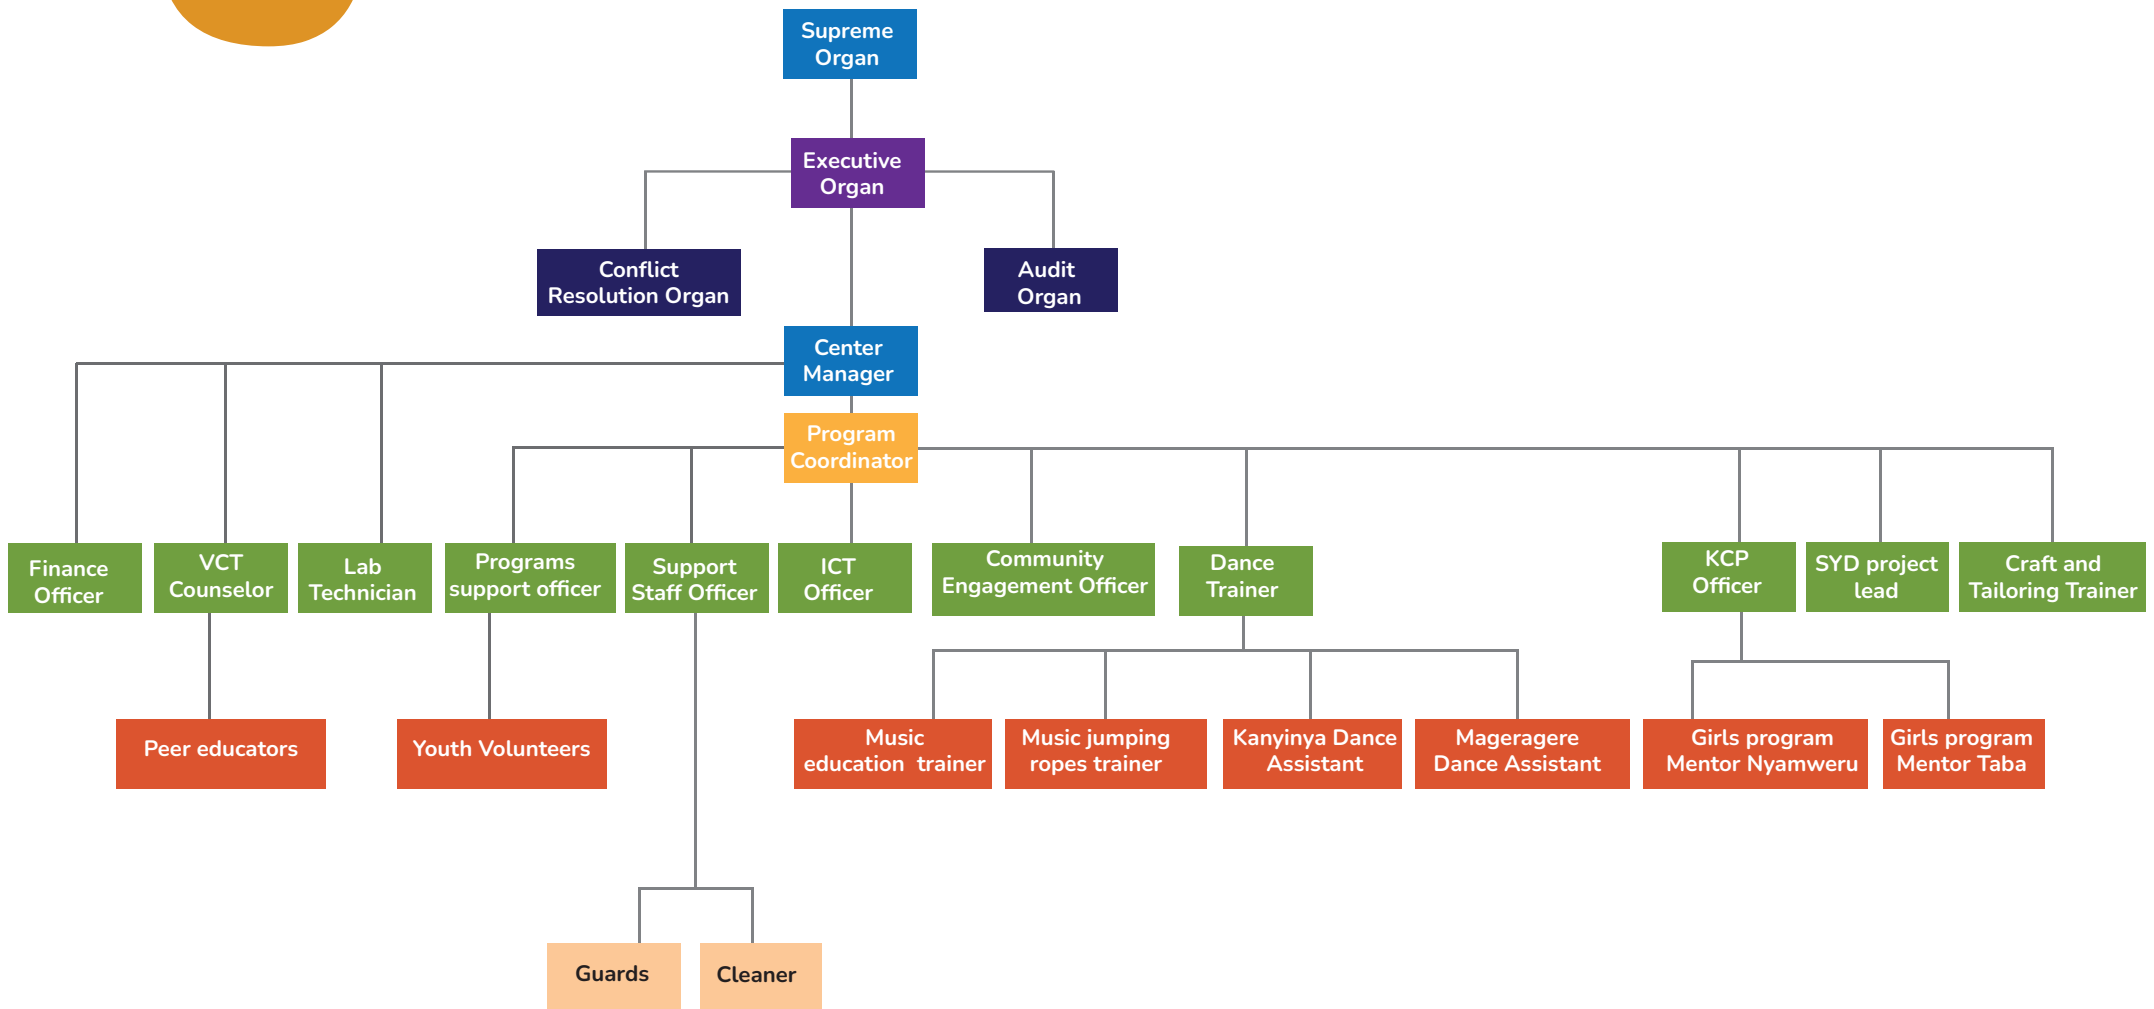 Supreme
Organ
Executive
Organ
Conflict
Resolution Organ
Audit
Organ
Center
Manager
Program
Coordinator
Finance
Officer
VCT
Counselor
Lab
Technician
Programs
support officer
Support
Staff Officer
ICT
Officer
Community
Engagement Officer
Dance
Trainer
KCP
Officer
SYD project
lead
Craft and
Tailoring Trainer
Peer educators
Youth Volunteers
Music
education  trainer
Music jumping
ropes trainer
Kanyinya Dance
Assistant
Mageragere
Dance Assistant
Girls program
Mentor Nyamweru
Girls program
Mentor Taba
Guards
Cleaner